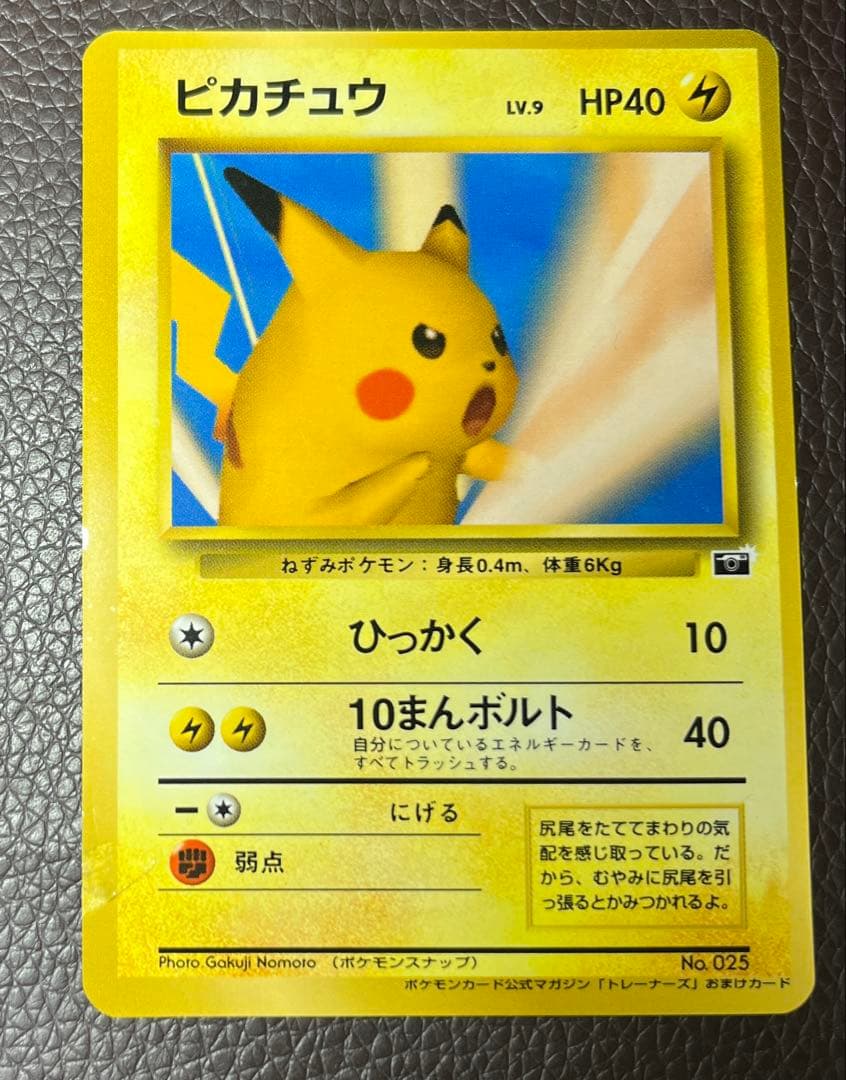 ピカチュウ LV.9 HP40
ねずみポケモン：身長0.4m、体重6Kg
ひっかく 10
10まんボルト 40
自分についているエネルギーカードを、
すべてトラッシュする。
にげる
弱点
尻尾をたててまわりの気
配を感じ取っている。だ
から、むやみに尻尾を引
っ張るとかみつかれるよ。
Photo.Gakuji Nomoto （ポケモンスナップ） No.025
ポケモンカード公式マガジン「トレーナーズ」おまけカード